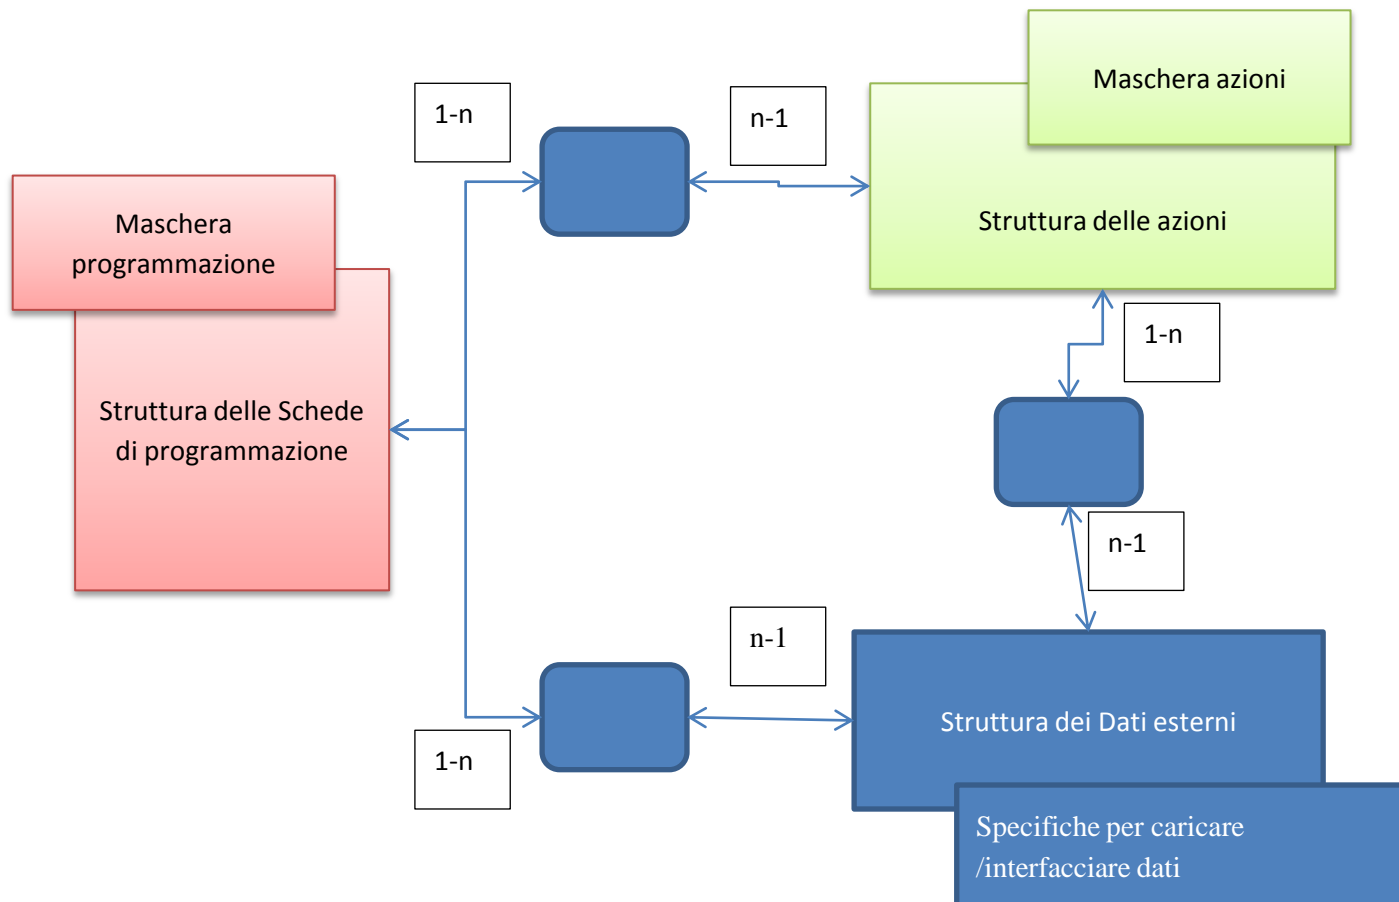 Maschera azioni
1-n
n-1
Struttura delle azioni
Maschera
programmazione
1-n
Struttura delle Schede
di programmazione
n-1
n-1
Struttura dei Dati esterni
1-n
Specifiche per caricare
/interfacciare dati